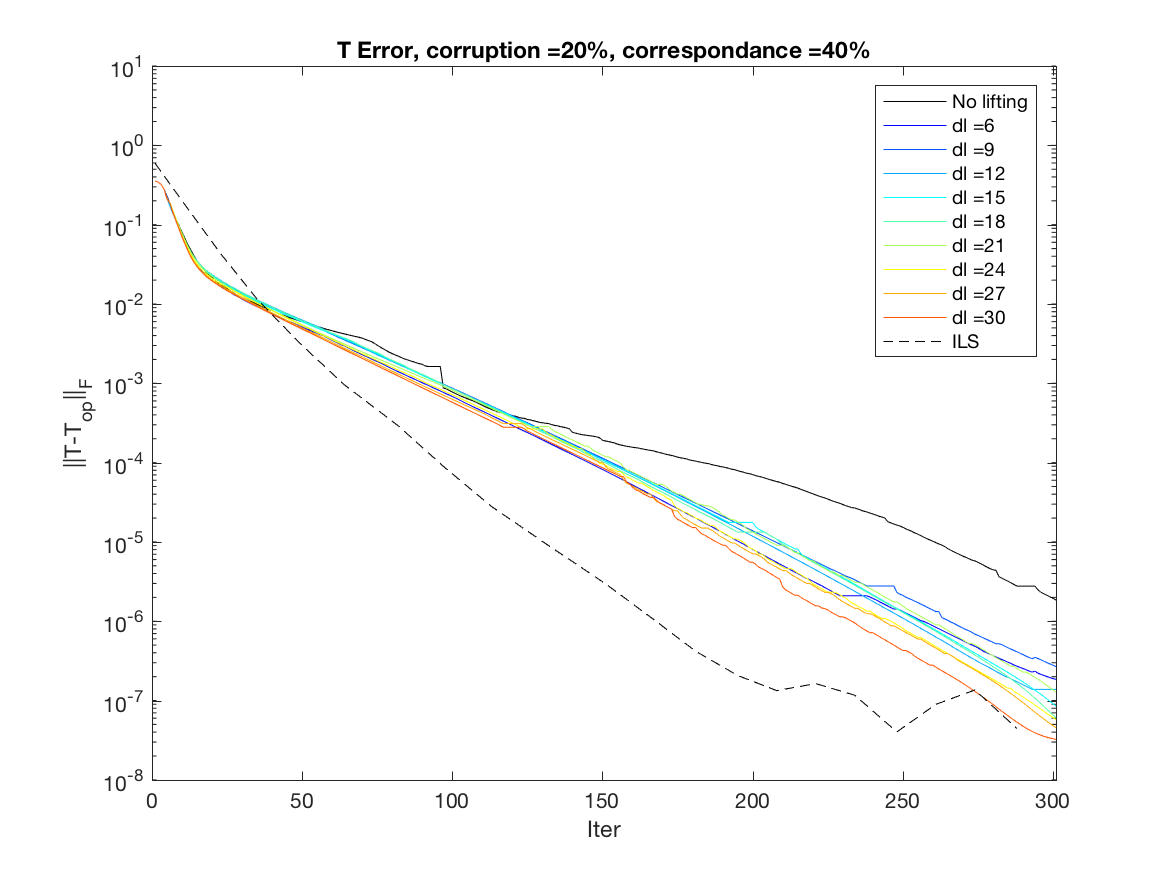 T Error, corruption =20%, correspondance =40%
10^1
10^0
10^-1
10^-2
10^-3
10^-4
10^-5
10^-6
10^-7
10^-8
||T-T_op||_F
0 50 100 150 200 250 300
Iter
No lifting
dl =6
dl =9
dl =12
dl =15
dl =18
dl =21
dl =24
dl =27
dl =30
ILS